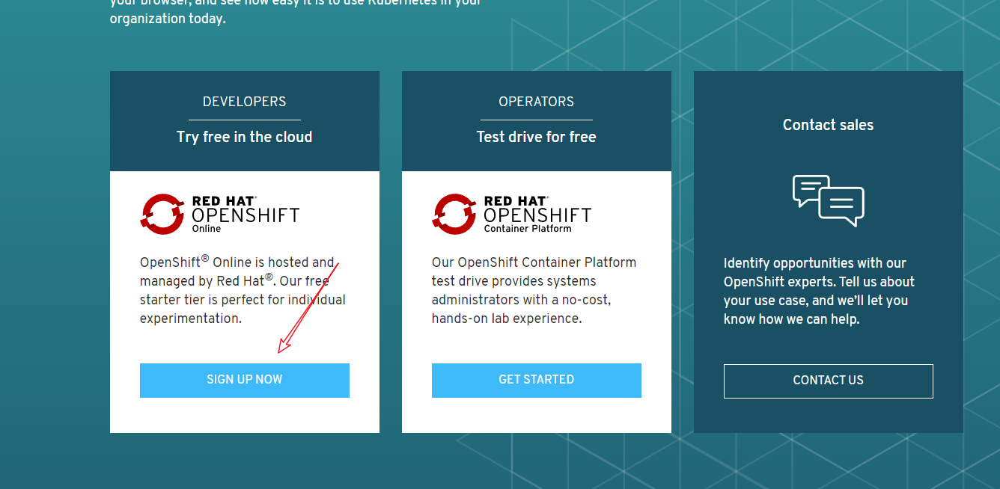 your browser, and see how easy it is to use Kubernetes in your
organization today.
DEVELOPERS
Try free in the cloud
RED HAT®
OPENSHIFT
Online
OpenShift® Online is hosted and
managed by Red Hat®. Our free
starter tier is perfect for individual
experimentation.
SIGN UP NOW
OPERATORS
Test drive for free
RED HAT®
OPENSHIFT
Container Platform
Our OpenShift Container Platform
test drive provides systems
administrators with a no-cost,
hands-on lab experience.
GET STARTED
Contact sales
Identify opportunities with our
OpenShift experts. Tell us about
your use case, and we’ll let you
know how we can help.
CONTACT US